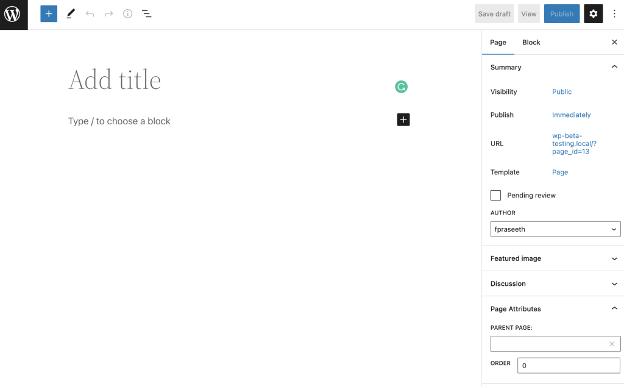 Save draft View Publish
Page Block
Summary
Add title
Visibility Public
Type / to choose a block
Publish Immediately
URL wp-beta-
testing.local/?
page_id=13
Template Page
Pending review
AUTHOR
fpraseeth
Featured image
Discussion
Page Attributes
PARENT PAGE:
ORDER 0